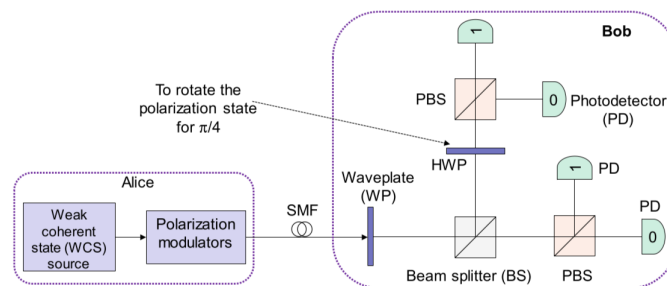 Bob
1
To rotate the
polarization state
for π/4
PBS
0
Photodetector
(PD)
HWP
Alice
Waveplate
(WP)
1
PD
Weak
coherent
state (WCS)
source
Polarization
modulators
SMF
PD
0
Beam splitter (BS)
PBS